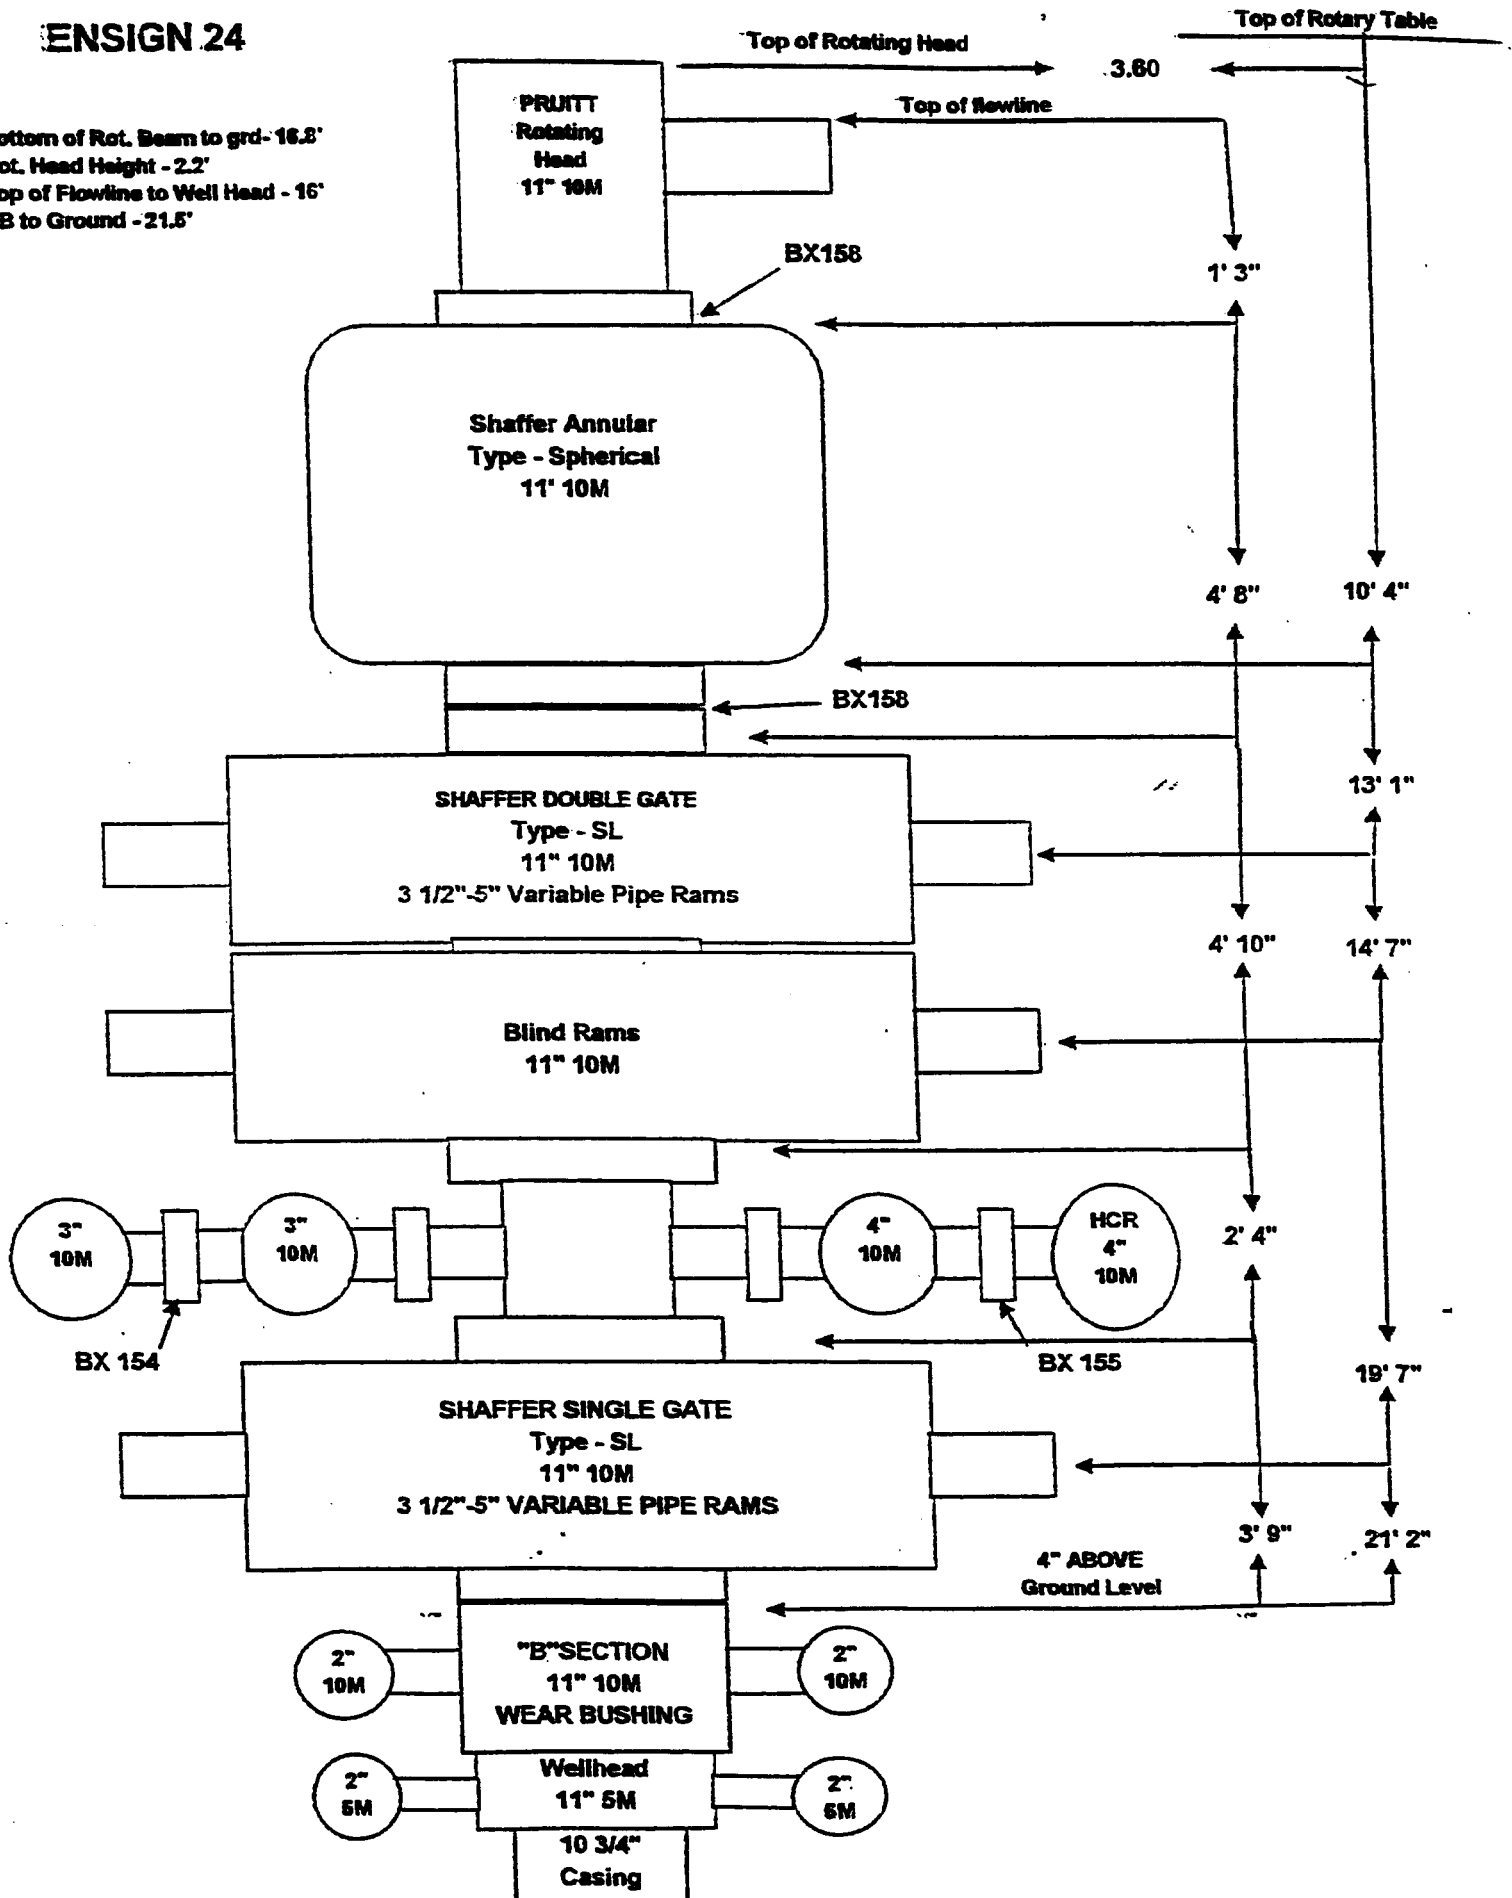 ENSIGN 24
Top of Rotary Table
Top of Rotating Head
3.60
Top of flowline
PRUITT
Rotating
Head
11" 10M
ottom of Rot. Beam to grd- 18.8'
ot. Head Height - 2.2'
op of Flowline to Well Head - 16'
B to Ground - 21.5'
BX158
1' 3"
Shaffer Annular
Type - Spherical
11' 10M
4' 8"
10' 4"
BX158
13' 1"
SHAFFER DOUBLE GATE
Type - SL
11" 10M
3 1/2"-5" Variable Pipe Rams
4' 10"
14' 7"
Blind Rams
11" 10M
3"
10M
3"
10M
4"
10M
HCR
4"
10M
2' 4"
BX 154
BX 155
19' 7"
SHAFFER SINGLE GATE
Type - SL
11" 10M
3 1/2"-5" VARIABLE PIPE RAMS
3' 9"
21' 2"
4" ABOVE
Ground Level
2"
10M
"B"SECTION
11" 10M
WEAR BUSHING
2"
10M
2"
5M
Wellhead
11" 5M
2"
5M
10 3/4"
Casing